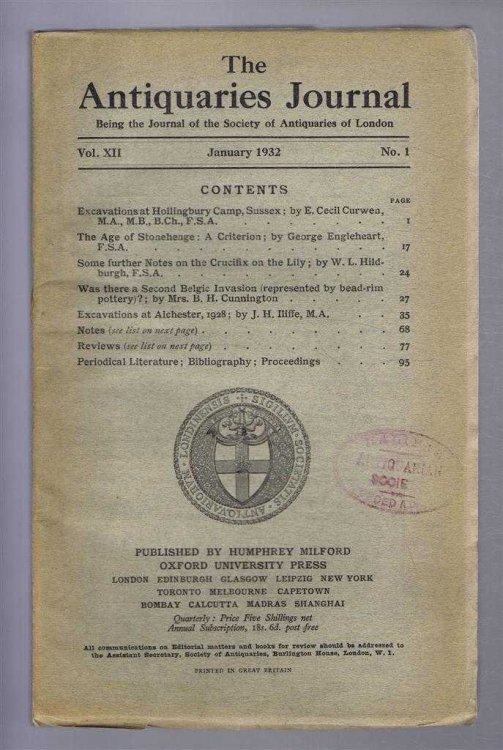 The
Antiquaries Journal
Being the Journal of the Society of Antiquaries of London
Vol. XII January 1932 No. 1
CONTENTS
PAGE
Excavations at Hollingbury Camp, Sussex; by E. Cecil Curwen,
M.A., M.B., B.Ch., F.S.A. . . . . . 1
The Age of Stonehenge: A Criterion; by George Engleheart,
F.S.A. . . . . . . . . 17
Some further Notes on the Crucifix on the Lily; by W. L. Hild-
burgh, F.S.A. . . . . . . . 24
Was there a Second Belgic Invasion (represented by bead-rim
pottery)?; by Mrs. B. H. Cunnington . . . . 27
Excavations at Alchester, 1928; by J. H. Iliffe, M.A. . . 35
Notes (see list on next page) . . . . . . 68
Reviews (see list on next page) . . . . . . 77
Periodical Literature; Bibliography; Proceedings . . . 95
SIGILLVM · SOCIETATIS · ANTIQVARIORVM · LONDINENSIS
ANTIQUARIAN
SOCIE
PUBLISHED BY HUMPHREY MILFORD
OXFORD UNIVERSITY PRESS
LONDON EDINBURGH GLASGOW LEIPZIG NEW YORK
TORONTO MELBOURNE CAPETOWN
BOMBAY CALCUTTA MADRAS SHANGHAI
Quarterly: Price Five Shillings net
Annual Subscription, 18s. 6d. post free
All communications on Editorial matters and books for review should be addressed to
the Assistant Secretary, Society of Antiquaries, Burlington House, London, W. 1.
PRINTED IN GREAT BRITAIN